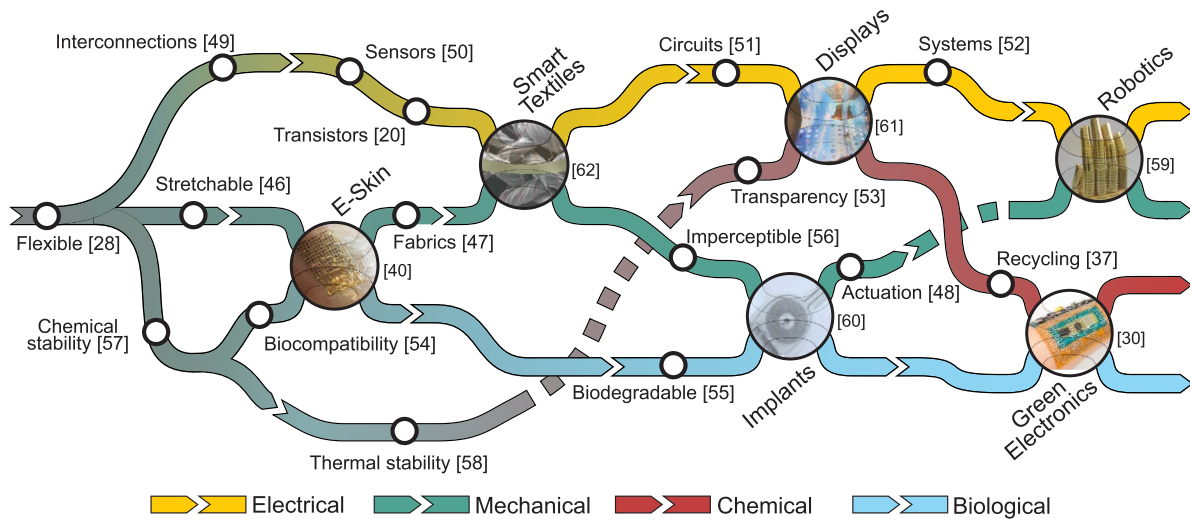 Interconnections [49]
Sensors [50]
Transistors [20]
Smart
Textiles
[62]
Circuits [51]
Displays
[61]
Systems [52]
Robotics
[59]
Stretchable [46]
Flexible [28]
E-Skin
[40]
Fabrics [47]
Transparency [53]
Imperceptible [56]
Actuation [48]
Recycling [37]
Chemical
stability [57]
Biocompatibility [54]
Biodegradable [55]
[60]
Implants
[30]
Green
Electronics
Thermal stability [58]
Electrical
Mechanical
Chemical
Biological